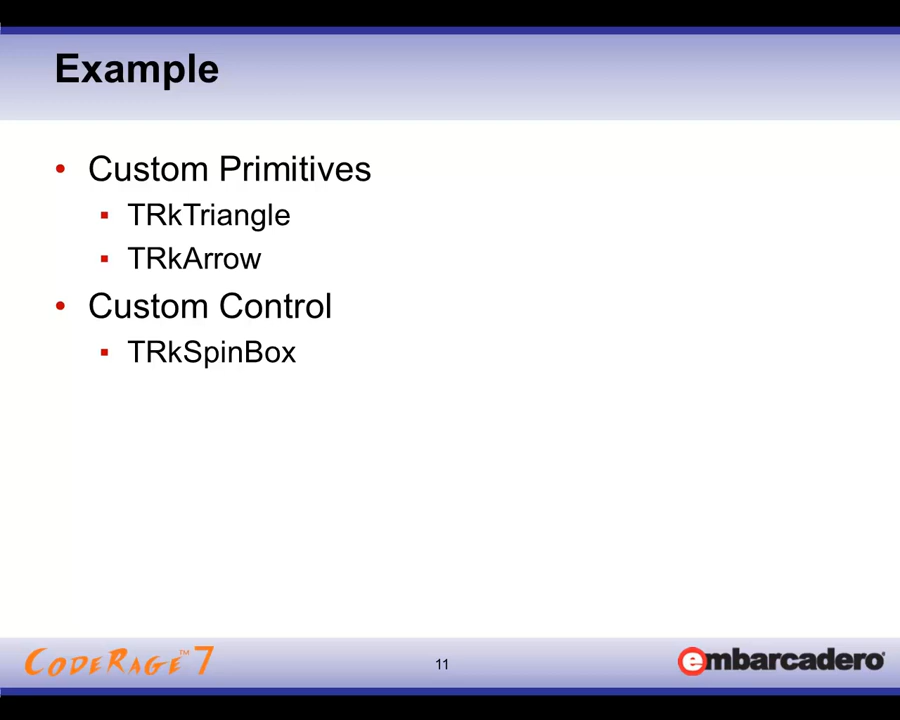 Example
• Custom Primitives
▪ TRkTriangle
▪ TRkArrow
• Custom Control
▪ TRkSpinBox
CODERAGE™ 7
11
embarcadero®